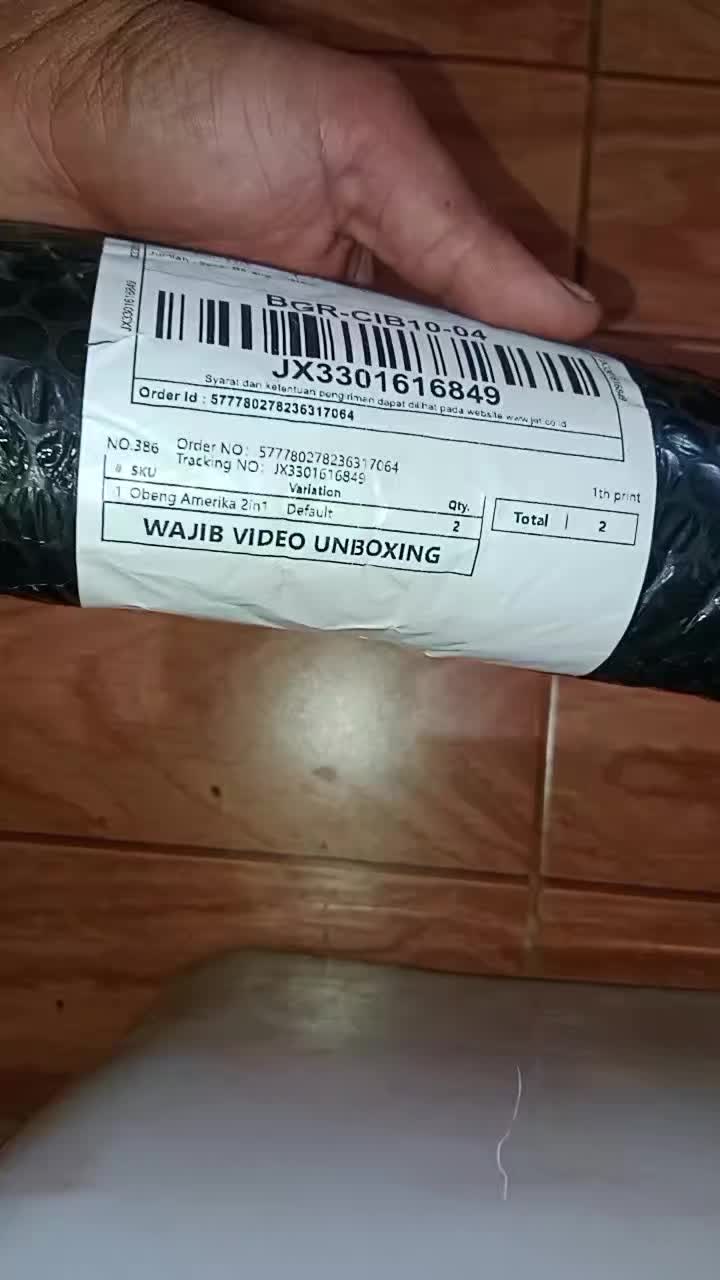 BGR-CIB10-04
JX3301616849
Syarat dan ketentuan pengiriman dapat dilihat pada website www.jnt.co.id
Order Id : 577780278236317064
NO.386 Order NO: 577780278236317064
Tracking NO: JX3301616849
# SKU Variation Qty.
1 Obeng Amerika 2in1 Default 2
1th print
Total | 2
WAJIB VIDEO UNBOXING
JX3301616849